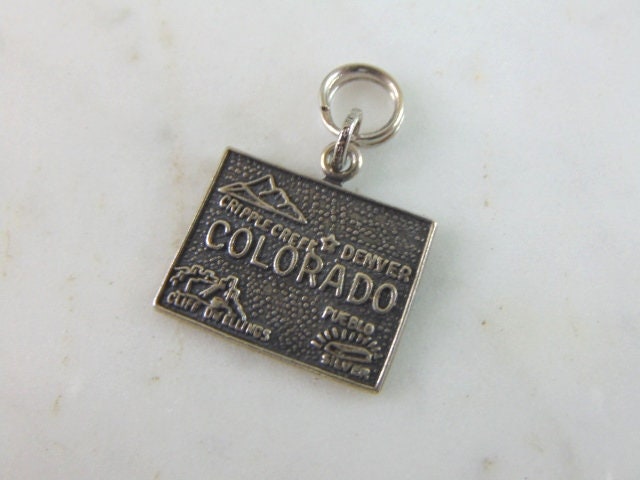 CRIPPLE CREEK
DENVER
COLORADO
CLIFF DWELLINGS
PUEBLO
SILVER